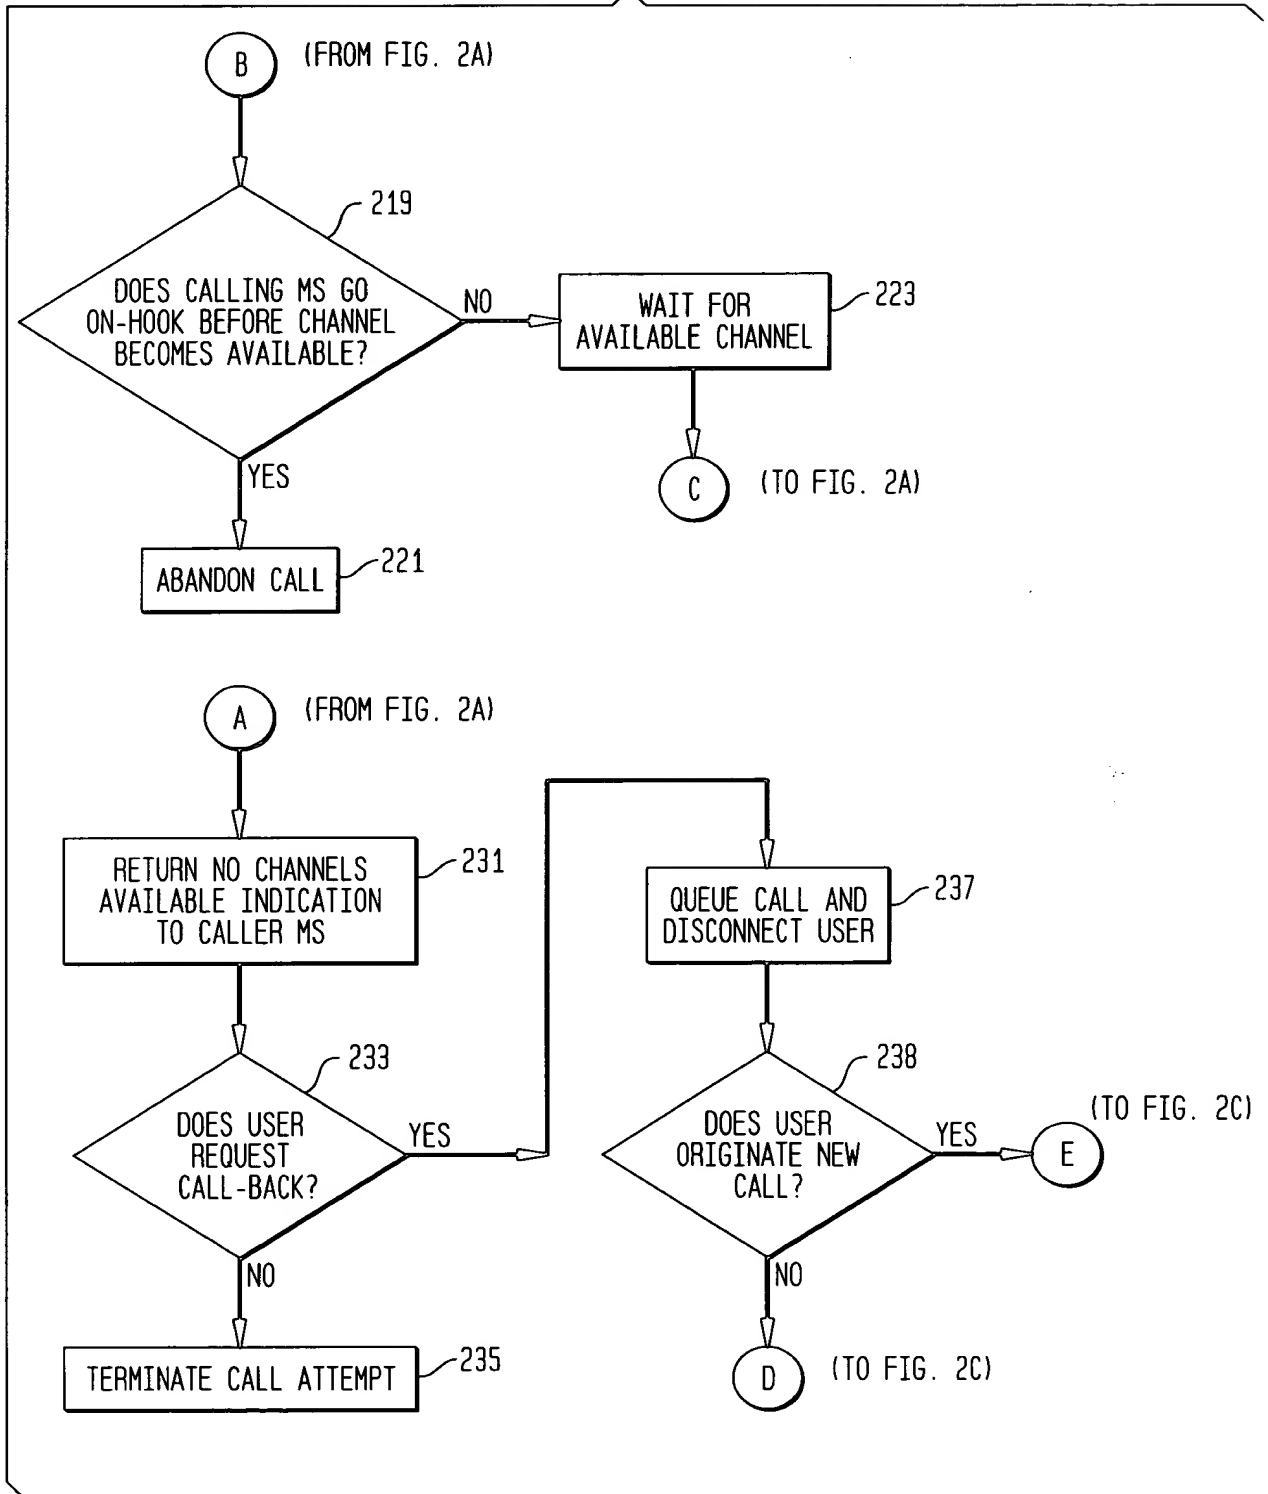 B
(FROM FIG. 2A)
219
DOES CALLING MS GO
ON-HOOK BEFORE CHANNEL
BECOMES AVAILABLE?
NO
WAIT FOR
AVAILABLE CHANNEL
223
YES
C
(TO FIG. 2A)
ABANDON CALL
221
A
(FROM FIG. 2A)
RETURN NO CHANNELS
AVAILABLE INDICATION
TO CALLER MS
231
QUEUE CALL AND
DISCONNECT USER
237
233
DOES USER
REQUEST
CALL-BACK?
YES
238
DOES USER
ORIGINATE NEW
CALL?
YES
(TO FIG. 2C)
E
NO
TERMINATE CALL ATTEMPT
235
NO
D
(TO FIG. 2C)